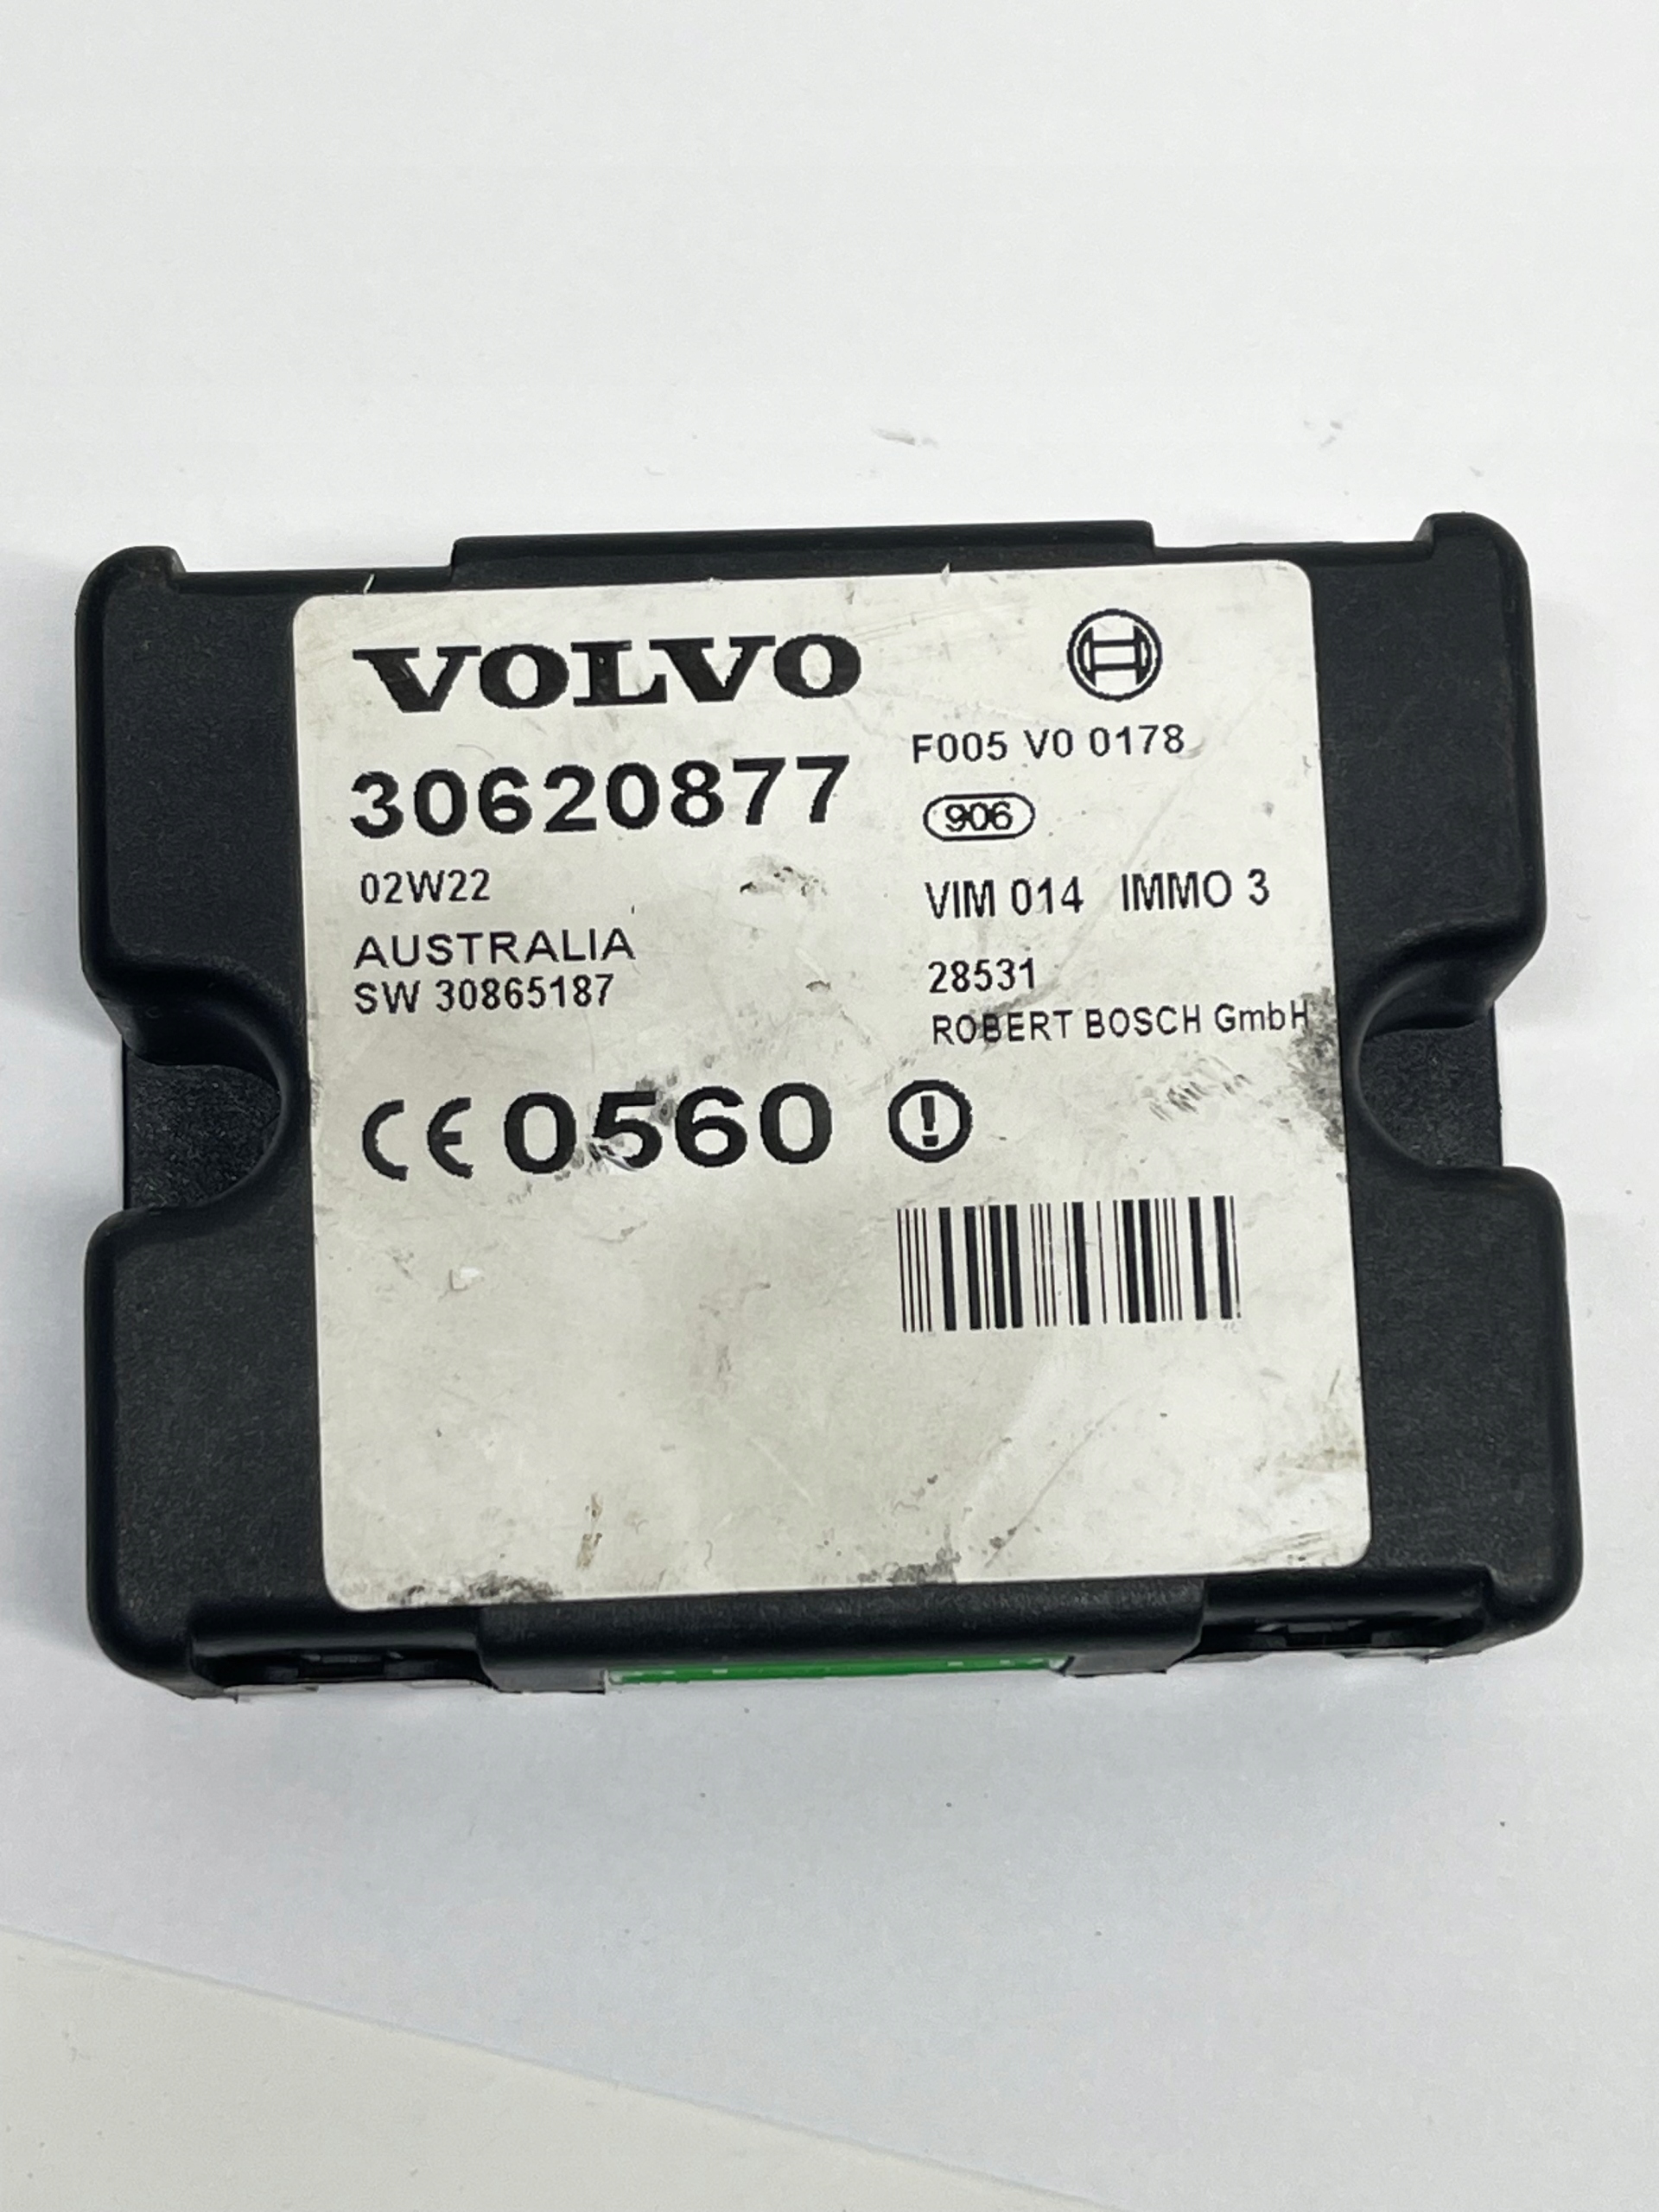 VOLVO
30620877
02W22
AUSTRALIA
SW 30865187
F005 V0 0178
906
VIM 014 IMMO 3
28531
ROBERT BOSCH GmbH
CE 0560 !